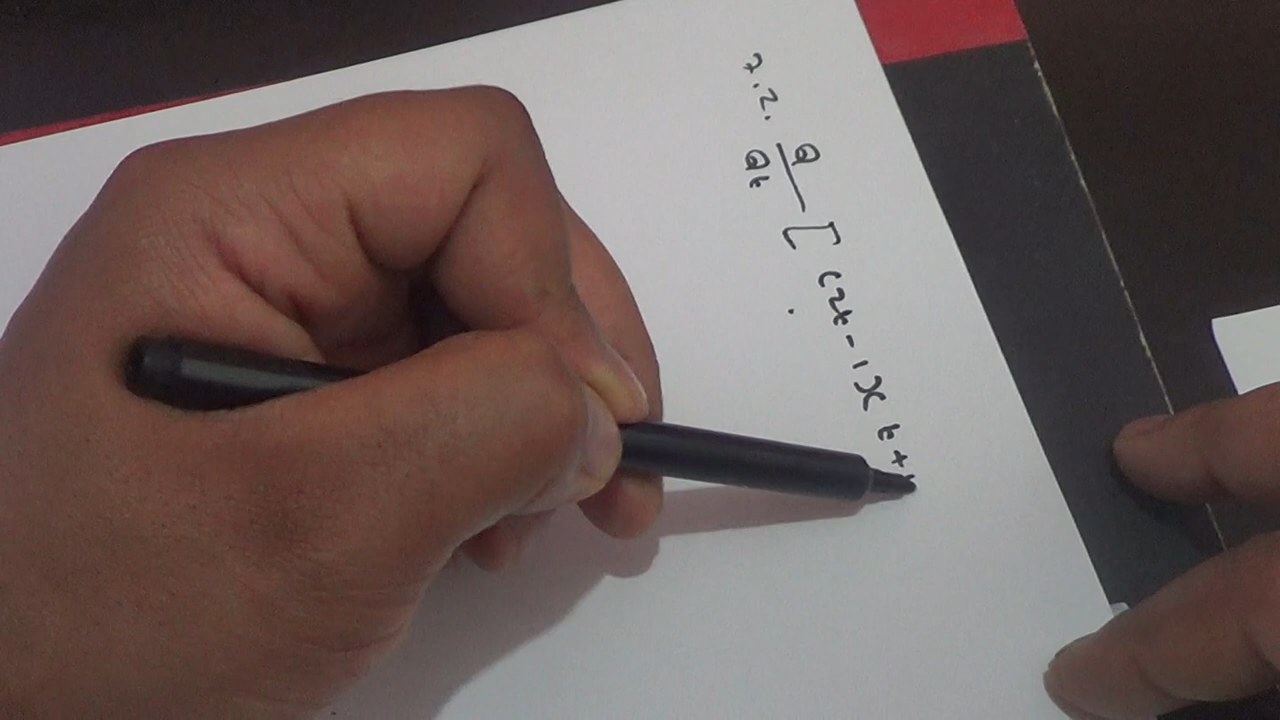 7.2. d/dt [ (2t - 1)(t +